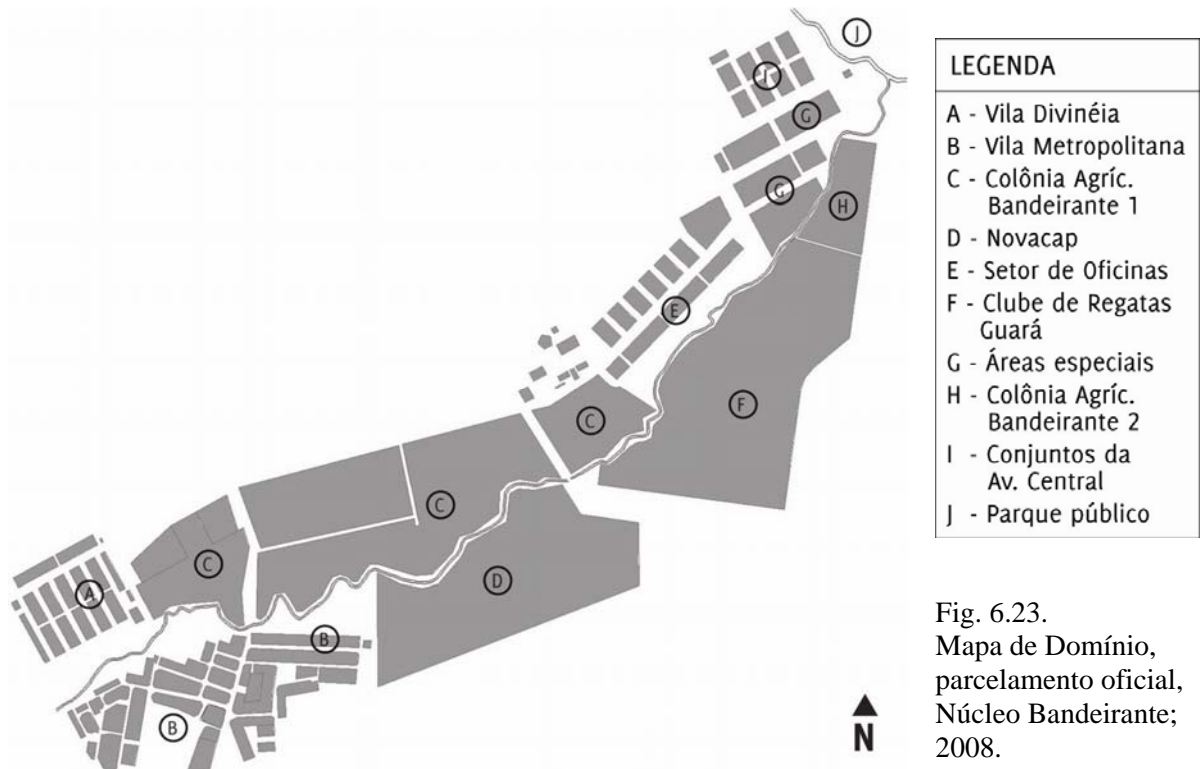 J
I
G
G
H
E
F
C
C
D
C
A
B
B
N
LEGENDA
A - Vila Divinéia
B - Vila Metropolitana
C - Colônia Agríc.
Bandeirante 1
D - Novacap
E - Setor de Oficinas
F - Clube de Regatas
Guará
G - Áreas especiais
H - Colônia Agríc.
Bandeirante 2
I - Conjuntos da
Av. Central
J - Parque público
Fig. 6.23.
Mapa de Domínio,
parcelamento oficial,
Núcleo Bandeirante;
2008.